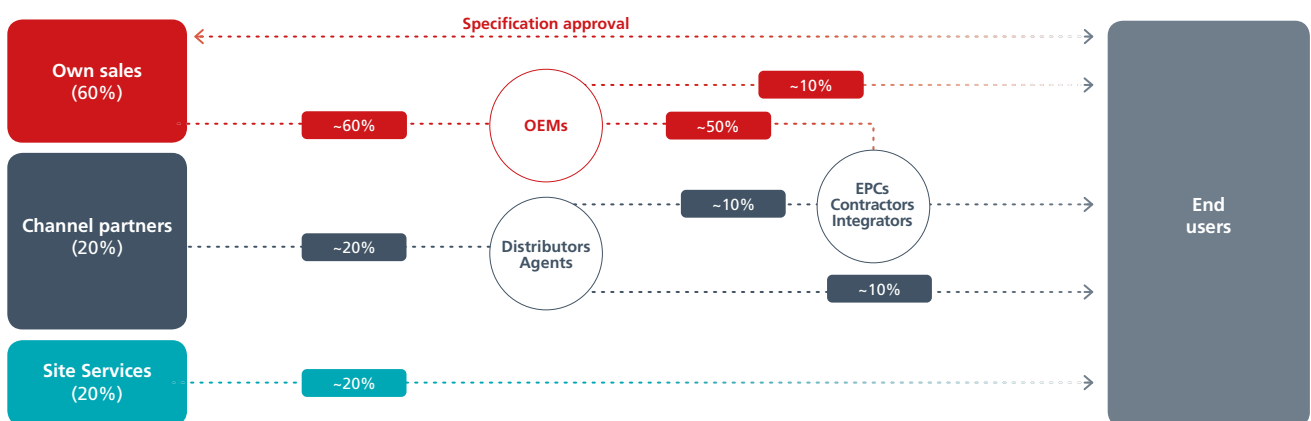 Specification approval
Own sales
(60%)
~10%
~60%
OEMs
~50%
Channel partners
(20%)
~10%
EPCs
Contractors
Integrators
End
users
~20%
Distributors
Agents
~10%
Site Services
(20%)
~20%